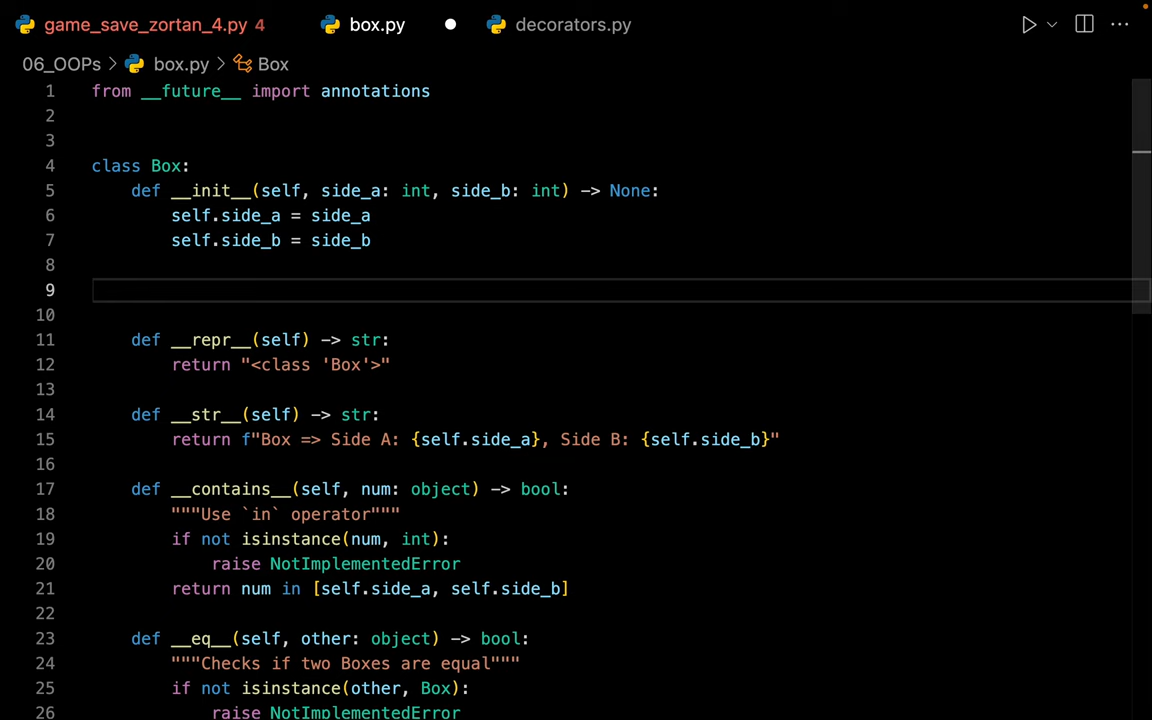 game_save_zortan_4.py 4 box.py decorators.py
06_OOPs > box.py > Box
1 from __future__ import annotations
2
3
4 class Box:
5 def __init__(self, side_a: int, side_b: int) -> None:
6 self.side_a = side_a
7 self.side_b = side_b
8
9
10
11 def __repr__(self) -> str:
12 return "<class 'Box'>"
13
14 def __str__(self) -> str:
15 return f"Box => Side A: {self.side_a}, Side B: {self.side_b}"
16
17 def __contains__(self, num: object) -> bool:
18 """Use `in` operator"""
19 if not isinstance(num, int):
20 raise NotImplementedError
21 return num in [self.side_a, self.side_b]
22
23 def __eq__(self, other: object) -> bool:
24 """Checks if two Boxes are equal"""
25 if not isinstance(other, Box):
26 raise NotImplementedError